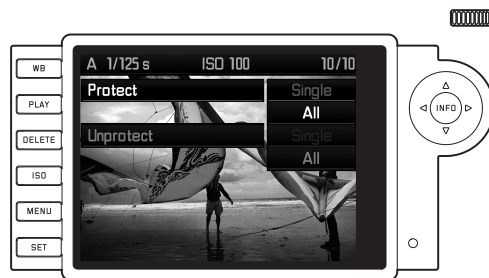 WB
PLAY
DELETE
ISO
MENU
SET
A 1/125 s ISO 100 10/10
Protect Single
All
Unprotect Single
All
INFO